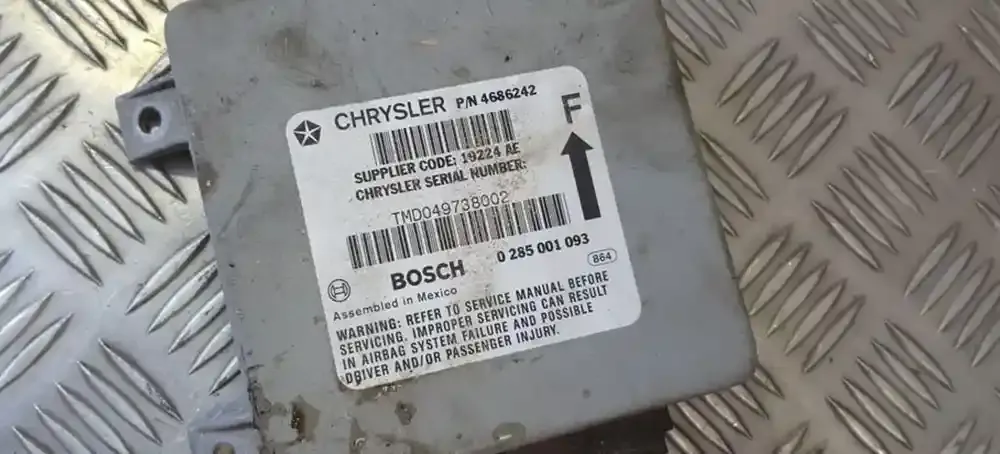 CHRYSLER P/N 4686242
F
SUPPLIER CODE: 19224 AE
CHRYSLER SERIAL NUMBER:
TMD049738002
BOSCH 0 285 001 093
Assembled in Mexico
864
WARNING: REFER TO SERVICE MANUAL BEFORE
SERVICING. IMPROPER SERVICING CAN RESULT
IN AIRBAG SYSTEM FAILURE AND POSSIBLE
DRIVER AND/OR PASSENGER INJURY.